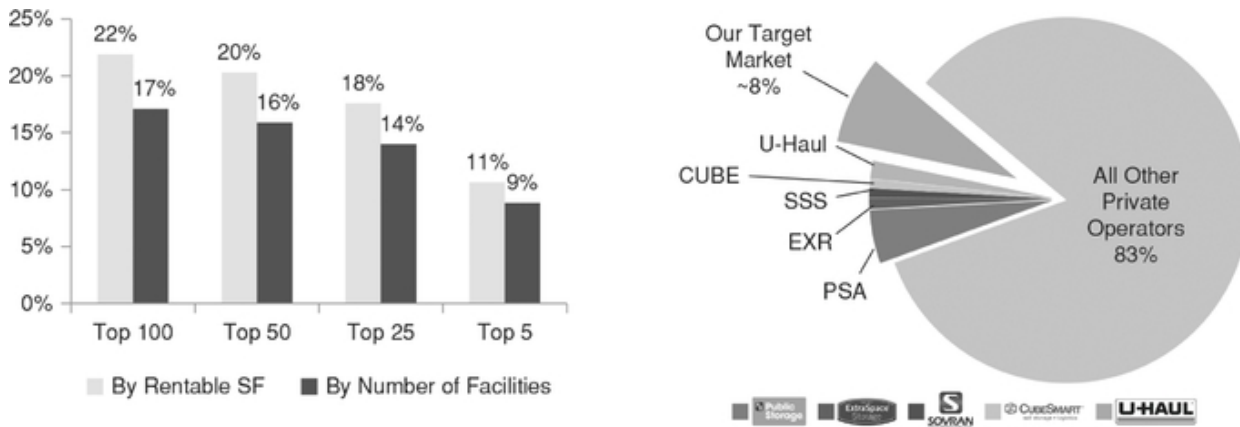 25%
20%
15%
10%
5%
0%
22%
17%
20%
16%
18%
14%
11%
9%
Top 100
Top 50
Top 25
Top 5
By Rentable SF
By Number of Facilities
Our Target
Market
~8%
U-Haul
CUBE
SSS
EXR
PSA
All Other
Private
Operators
83%
Public
Storage
ExtraSpace
Storage
SOVRAN
CUBESMART
U-HAUL